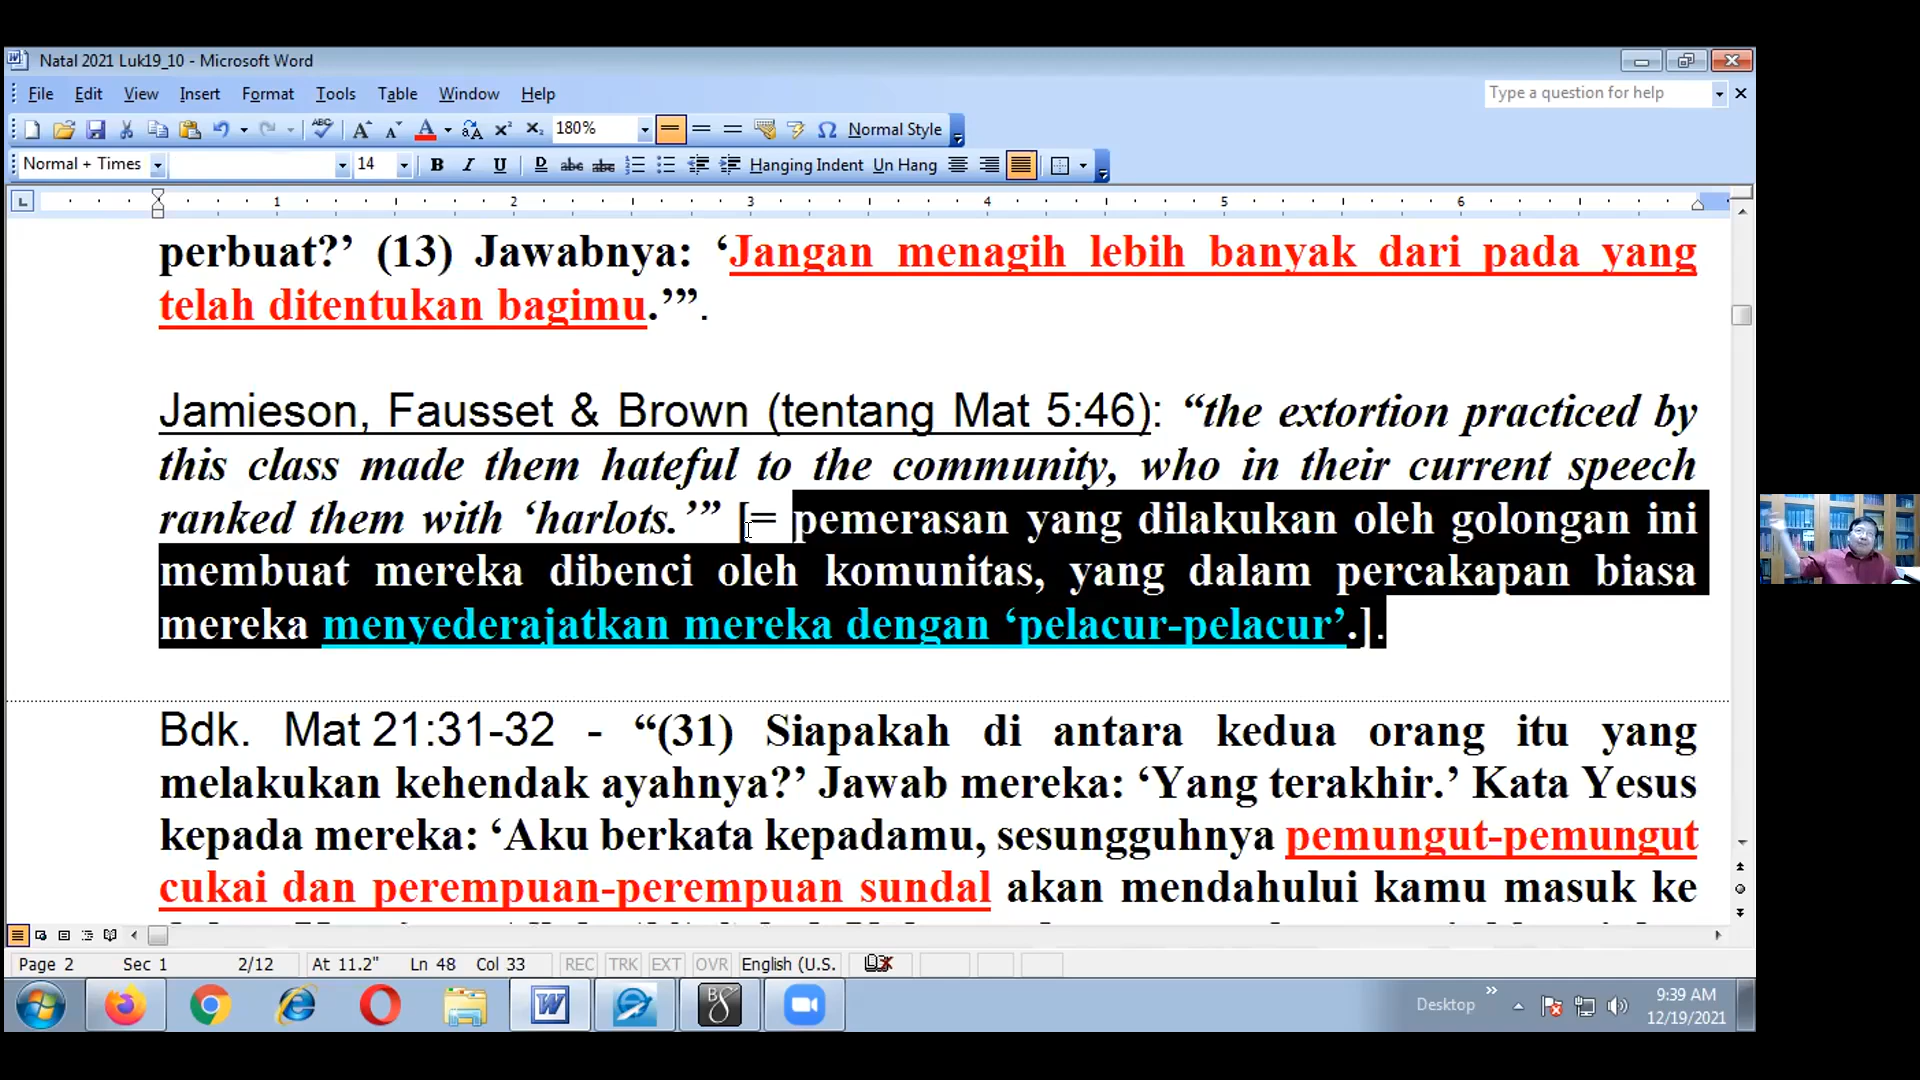 Natal 2021 Luk19_10 - Microsoft Word
File Edit View Insert Format Tools Table Window Help
Type a question for help
180% Normal Style
Normal + Times 14 B I U Hanging Indent Un Hang
1 2 3 4 5 6
perbuat?’ (13) Jawabnya: ‘Jangan menagih lebih banyak dari pada yang
telah ditentukan bagimu.’”.
Jamieson, Fausset & Brown (tentang Mat 5:46): “the extortion practiced by
this class made them hateful to the community, who in their current speech
ranked them with ‘harlots.’” [= pemerasan yang dilakukan oleh golongan ini
membuat mereka dibenci oleh komunitas, yang dalam percakapan biasa
mereka menyederajatkan mereka dengan ‘pelacur-pelacur’.].
Bdk. Mat 21:31-32 - “(31) Siapakah di antara kedua orang itu yang
melakukan kehendak ayahnya?’ Jawab mereka: ‘Yang terakhir.’ Kata Yesus
kepada mereka: ‘Aku berkata kepadamu, sesungguhnya pemungut-pemungut
cukai dan perempuan-perempuan sundal akan mendahului kamu masuk ke
Page 2 Sec 1 2/12 At 11.2" Ln 48 Col 33 REC TRK EXT OVR English (U.S.
Desktop 9:39 AM
12/19/2021